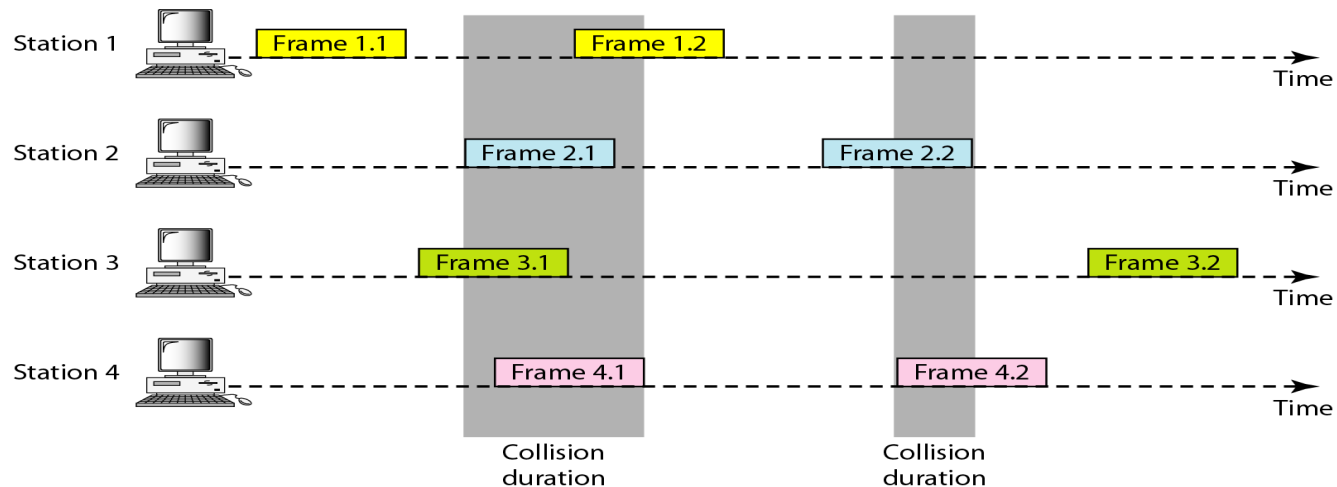 Station 1
Frame 1.1
Frame 1.2
Time
Station 2
Frame 2.1
Frame 2.2
Time
Station 3
Frame 3.1
Frame 3.2
Time
Station 4
Frame 4.1
Frame 4.2
Time
Collision
duration
Collision
duration